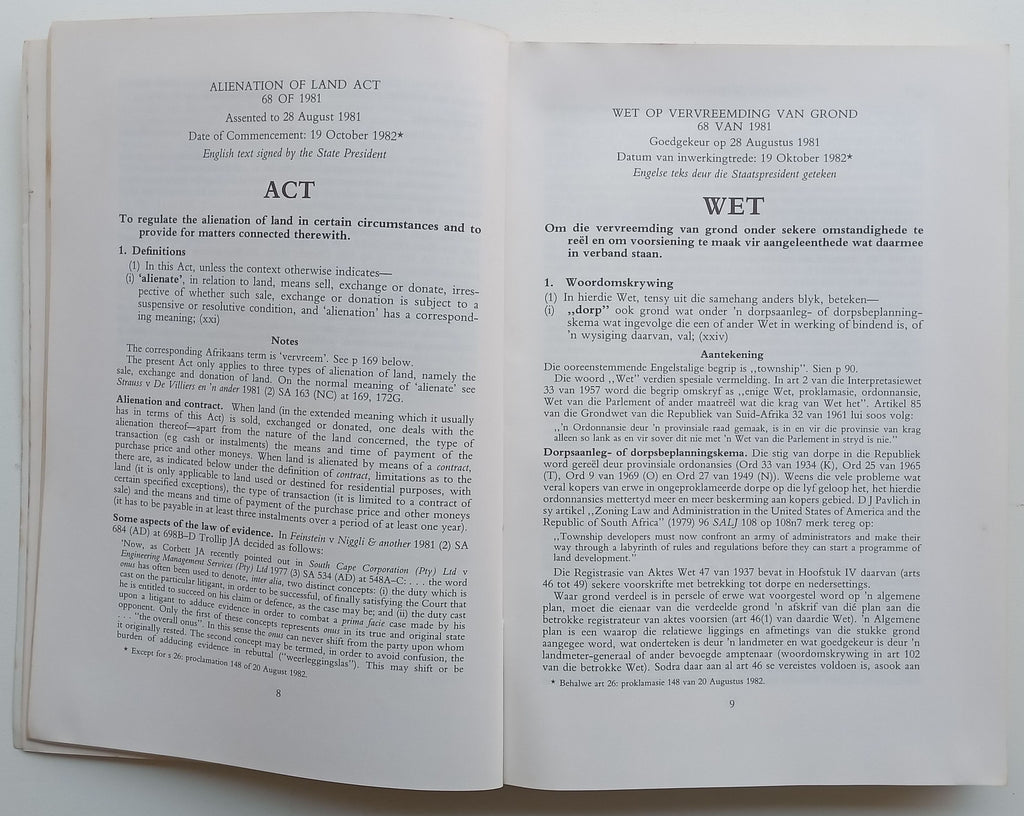 ALIENATION OF LAND ACT
68 OF 1981
Assented to 28 August 1981
Date of Commencement: 19 October 1982*
English text signed by the State President
ACT
To regulate the alienation of land in certain circumstances and to
provide for matters connected therewith.
1. Definitions
(1) In this Act, unless the context otherwise indicates—
(i) ‘alienate’, in relation to land, means sell, exchange or donate, irres-
pective of whether such sale, exchange or donation is subject to a
suspensive or resolutive condition, and ‘alienation’ has a correspond-
ing meaning; (xxi)
Notes
The corresponding Afrikaans term is ‘vervreem’. See p 169 below.
The present Act only applies to three types of alienation of land, namely the
sale, exchange and donation of land. On the normal meaning of ‘alienate’ see
Strauss v De Villiers en ’n ander 1981 (2) SA 163 (NC) at 169, 172G.
Alienation and contract. When land (in the extended meaning which it usually
has in terms of this Act) is sold, exchanged or donated, one deals with the
alienation thereof—apart from the nature of the land concerned, the type of
transaction (eg cash or instalments) the means and time of payment of the
purchase price and other moneys. When land is alienated by means of a contract,
there are, as indicated below under the definition of contract, limitations as to the
land (it is only applicable to land used or destined for residential purposes, with
certain specified exceptions), the type of transaction (it is limited to a contract of
sale) and the means and time of payment of the purchase price and other moneys
(it has to be payable in at least three instalments over a period of at least one year).
Some aspects of the law of evidence. In Feinstein v Niggli & another 1981 (2) SA
684 (AD) at 698B–D Trollip JA decided as follows:
‘Now, as Corbett JA recently pointed out in South Cape Corporation (Pty) Ltd v
Engineering Management Services (Pty) Ltd 1977 (3) SA 534 (AD) at 548A–C: . . . the word
onus has often been used to denote, inter alia, two distinct concepts: (i) the duty which is
cast on the particular litigant, in order to be successful, of finally satisfying the Court that
he is entitled to succeed on his claim or defence, as the case may be; and (ii) the duty cast
upon a litigant to adduce evidence in order to combat a prima facie case made by his
opponent. Only the first of these concepts represents onus in its true and original state
. . . "the overall onus". In this sense the onus can never shift from the party upon whom
it originally rested. The second concept may be termed, in order to avoid confusion, the
burden of adducing evidence in rebuttal ("weerleggingslas"). This may shift or be
* Except for s 26: proclamation 148 of 20 August 1982.
8
WET OP VERVREEMDING VAN GROND
68 VAN 1981
Goedgekeur op 28 Augustus 1981
Datum van inwerkingtrede: 19 Oktober 1982*
Engelse teks deur die Staatspresident geteken
WET
Om die vervreemding van grond onder sekere omstandighede te
reël en om voorsiening te maak vir aangeleenthede wat daarmee
in verband staan.
1. Woordomskrywing
(1) In hierdie Wet, tensy uit die samehang anders blyk, beteken—
(i) „dorp” ook grond wat onder ’n dorpsaanleg- of dorpsbeplanning-
skema wat ingevolge die een of ander Wet in werking of bindend is, of
’n wysiging daarvan, val; (xxiv)
Aantekening
Die ooreenstemmende Engelstalige begrip is „township”. Sien p 90.
Die woord „Wet” verdien spesiale vermelding. In art 2 van die Interpretasiewet
33 van 1957 word die begrip omskryf as „enige Wet, proklamasie, ordonnansie,
Wet van die Parlement of ander maatreël wat die krag van Wet het”. Artikel 85
van die Grondwet van die Republiek van Suid-Afrika 32 van 1961 lui soos volg:
„’n Ordonnansie deur ’n provinsiale raad gemaak, is in en vir die provinsie van krag
alleen so lank as en vir sover dit nie met ’n Wet van die Parlement in stryd is nie.”
Dorpsaanleg- of dorpsbeplanningskema. Die stig van dorpe in die Republiek
word gereël deur provinsiale ordonansies (Ord 33 van 1934 (K), Ord 25 van 1965
(T), Ord 9 van 1969 (O) en Ord 27 van 1949 (N)). Weens die vele probleme wat
veral kopers van erwe in ongeproklameerde dorpe op die lyf geloop het, het hierdie
ordonnansies mettertyd meer en meer beskerming aan kopers gebied. D J Pavlich in
sy artikel „Zoning Law and Administration in the United States of America and the
Republic of South Africa” (1979) 96 SALJ 108 op 108n7 merk tereg op:
„Township developers must now confront an army of administrators and make their
way through a labyrinth of rules and regulations before they can start a programme of
land development.”
Die Registrasie van Aktes Wet 47 van 1937 bevat in Hoofstuk IV daarvan (arts
46 tot 49) sekere voorskrifte met betrekking tot dorpe en nedersettings.
Waar grond verdeel is in persele of erwe wat voorgestel word op ’n algemene
plan, moet die eienaar van die verdeelde grond ’n afskrif van dié plan aan die
betrokke registrateur van aktes voorsien (art 46(1) van daardie Wet). ’n Algemene
Plan is een waarop die relatiewe liggings en afmetings van die stukke grond
aangegee word, wat onderteken is deur ’n landmeter en wat goedgekeur is deur ’n
landmeter-generaal of ander bevoegde amptenaar (woordomskrywing in art 102
van die betrokke Wet). Sodra daar aan al art 46 se vereistes voldoen is, asook aan
* Behalwe art 26: proklamasie 148 van 20 Augustus 1982.
9